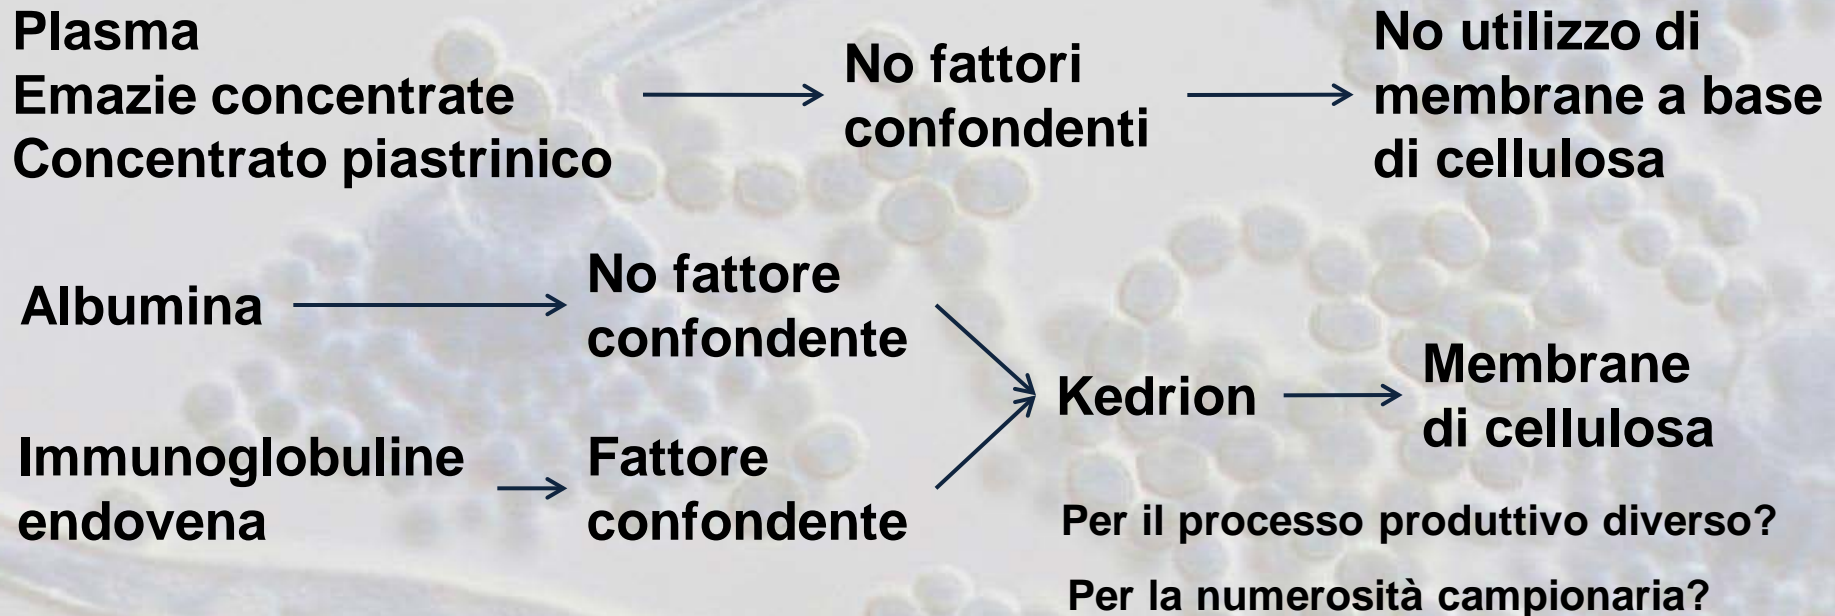 Plasma
Emazie concentrate
Concentrato piastrinico
No fattori
confondenti
No utilizzo di
membrane a base
di cellulosa
Albumina
No fattore
confondente
Immunoglobuline
endovena
Fattore
confondente
Kedrion
Membrane
di cellulosa
Per il processo produttivo diverso?
Per la numerosità campionaria?